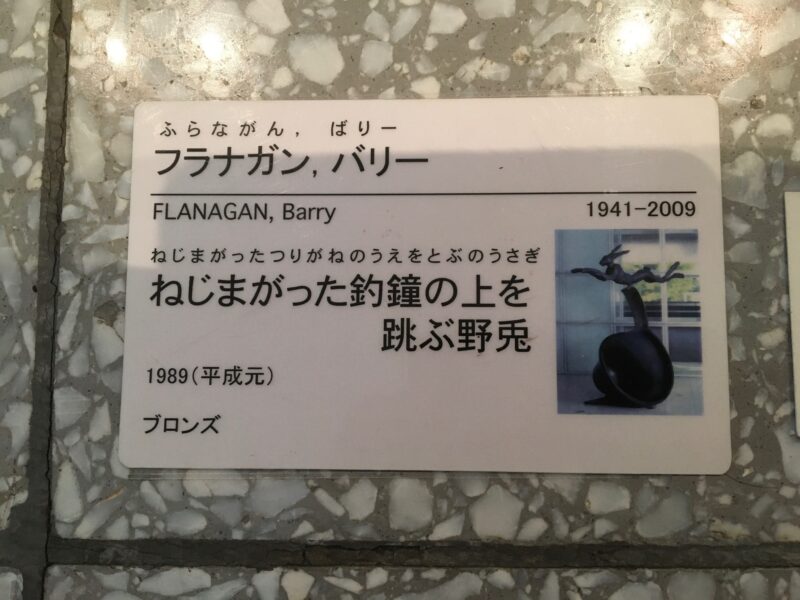 ふらながん，ばりー
フラナガン，バリー
FLANAGAN, Barry 1941-2009
ねじまがったつりがねのうえをとぶのうさぎ
ねじまがった釣鐘の上を
跳ぶ野兎
1989（平成元）
ブロンズ